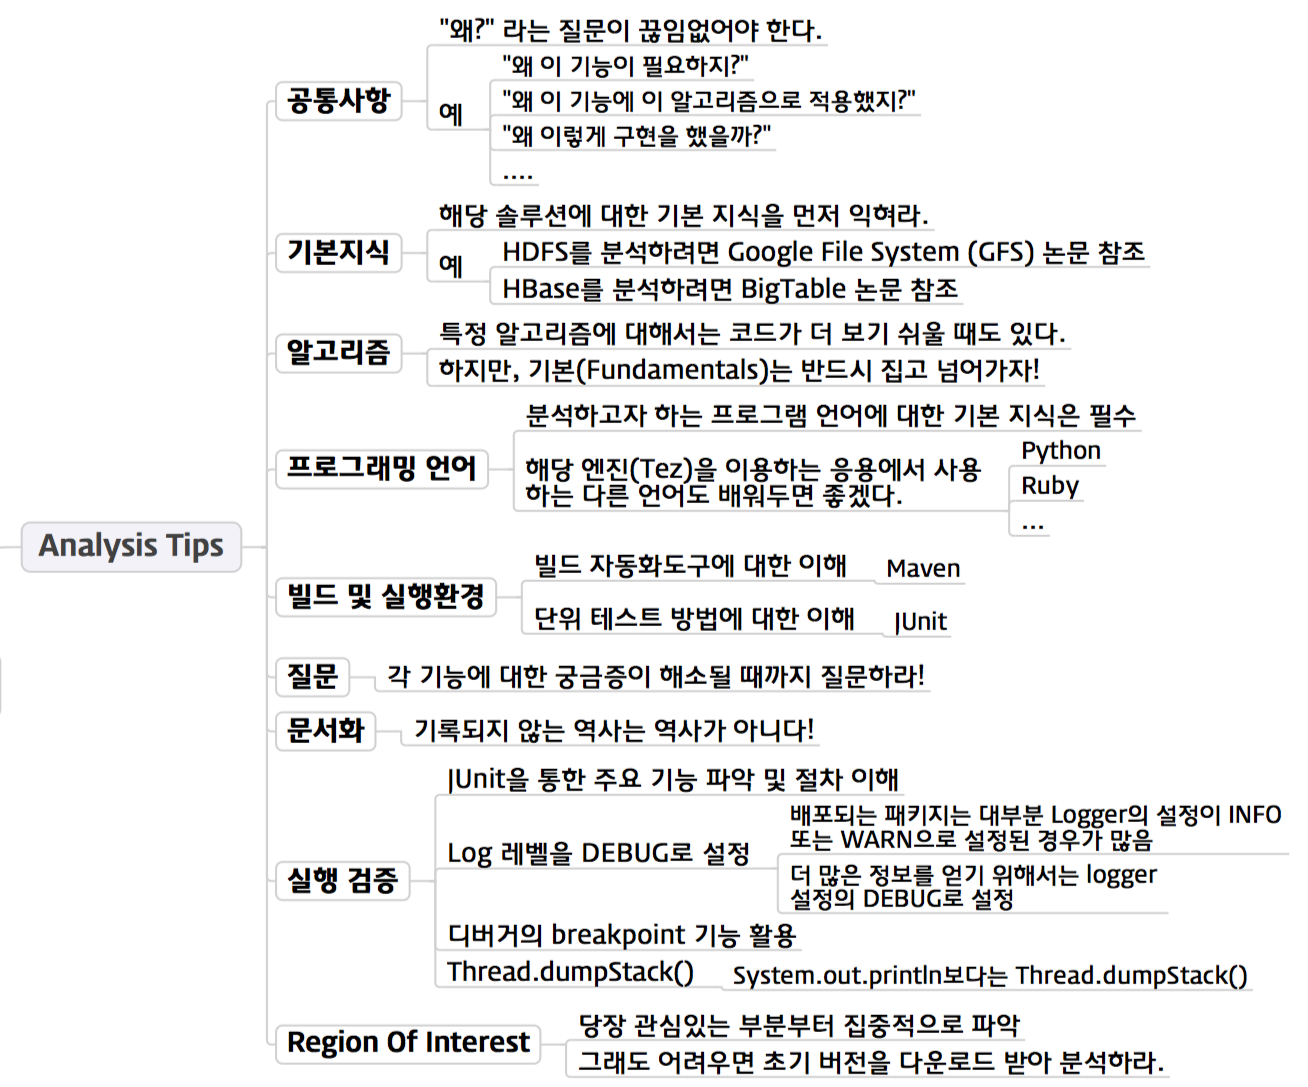 Analysis Tips
공통사항
"왜?" 라는 질문이 끊임없어야 한다.
예
"왜 이 기능이 필요하지?"
"왜 이 기능에 이 알고리즘으로 적용했지?"
"왜 이렇게 구현을 했을까?"
....
기본지식
해당 솔루션에 대한 기본 지식을 먼저 익혀라.
예
HDFS를 분석하려면 Google File System (GFS) 논문 참조
HBase를 분석하려면 BigTable 논문 참조
알고리즘
특정 알고리즘에 대해서는 코드가 더 보기 쉬울 때도 있다.
하지만, 기본(Fundamentals)는 반드시 집고 넘어가자!
프로그래밍 언어
분석하고자 하는 프로그램 언어에 대한 기본 지식은 필수
해당 엔진(Tez)을 이용하는 응용에서 사용
하는 다른 언어도 배워두면 좋겠다.
Python
Ruby
...
빌드 및 실행환경
빌드 자동화도구에 대한 이해
Maven
단위 테스트 방법에 대한 이해
JUnit
질문
각 기능에 대한 궁금증이 해소될 때까지 질문하라!
문서화
기록되지 않는 역사는 역사가 아니다!
실행 검증
JUnit을 통한 주요 기능 파악 및 절차 이해
Log 레벨을 DEBUG로 설정
배포되는 패키지는 대부분 Logger의 설정이 INFO
또는 WARN으로 설정된 경우가 많음
더 많은 정보를 얻기 위해서는 logger
설정의 DEBUG로 설정
디버거의 breakpoint 기능 활용
Thread.dumpStack()
System.out.println보다는 Thread.dumpStack()
Region Of Interest
당장 관심있는 부분부터 집중적으로 파악
그래도 어려우면 초기 버전을 다운로드 받아 분석하라.